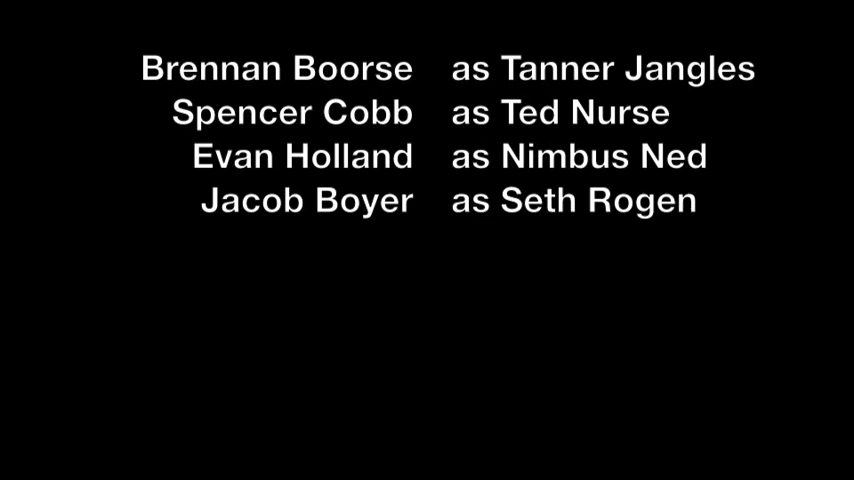 Brennan Boorse as Tanner Jangles
Spencer Cobb as Ted Nurse
Evan Holland as Nimbus Ned
Jacob Boyer as Seth Rogen